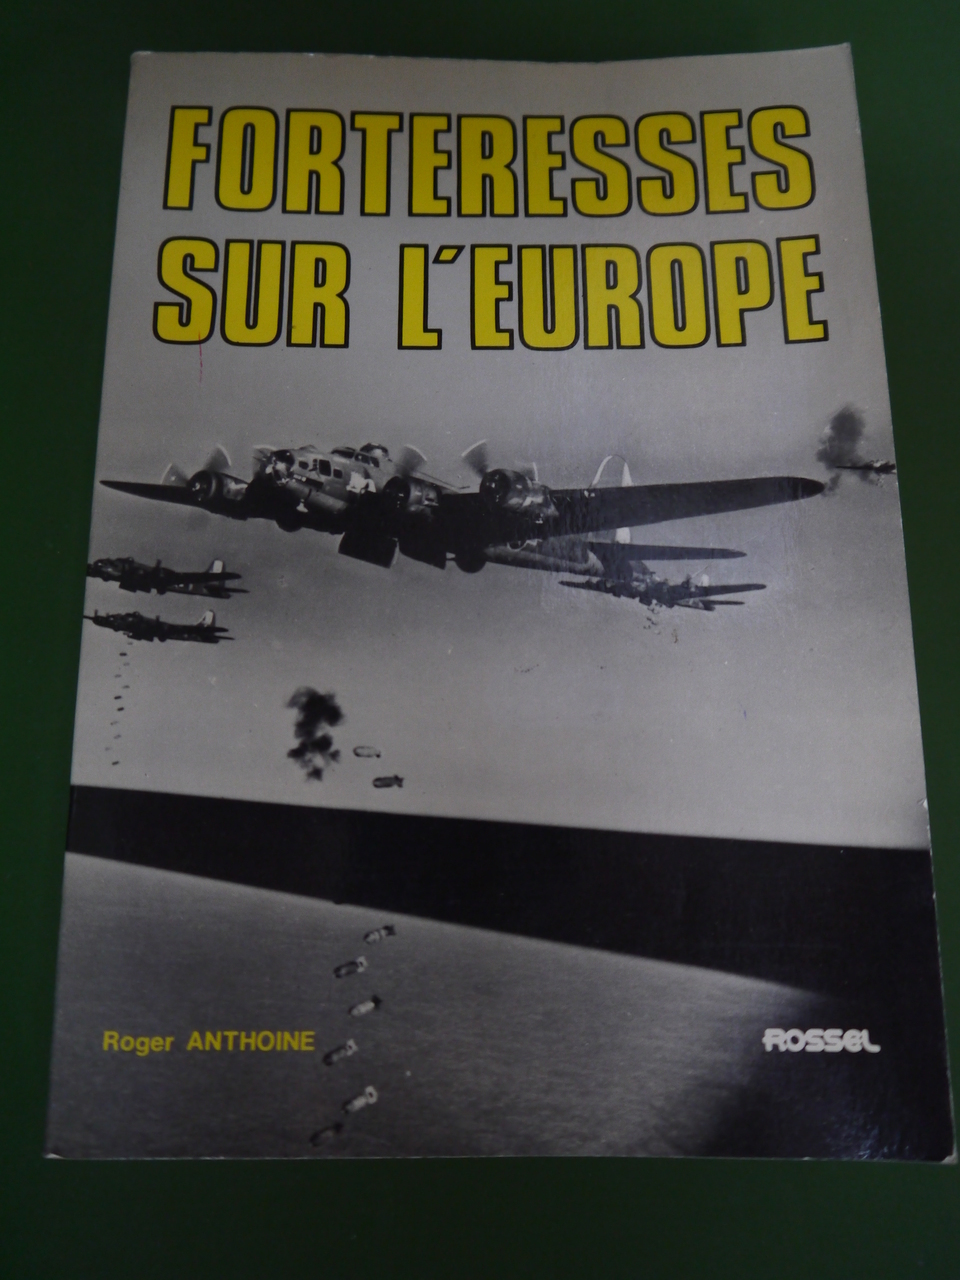 FORTERESSES
SUR L'EUROPE
Roger ANTHOINE
ROSSEL